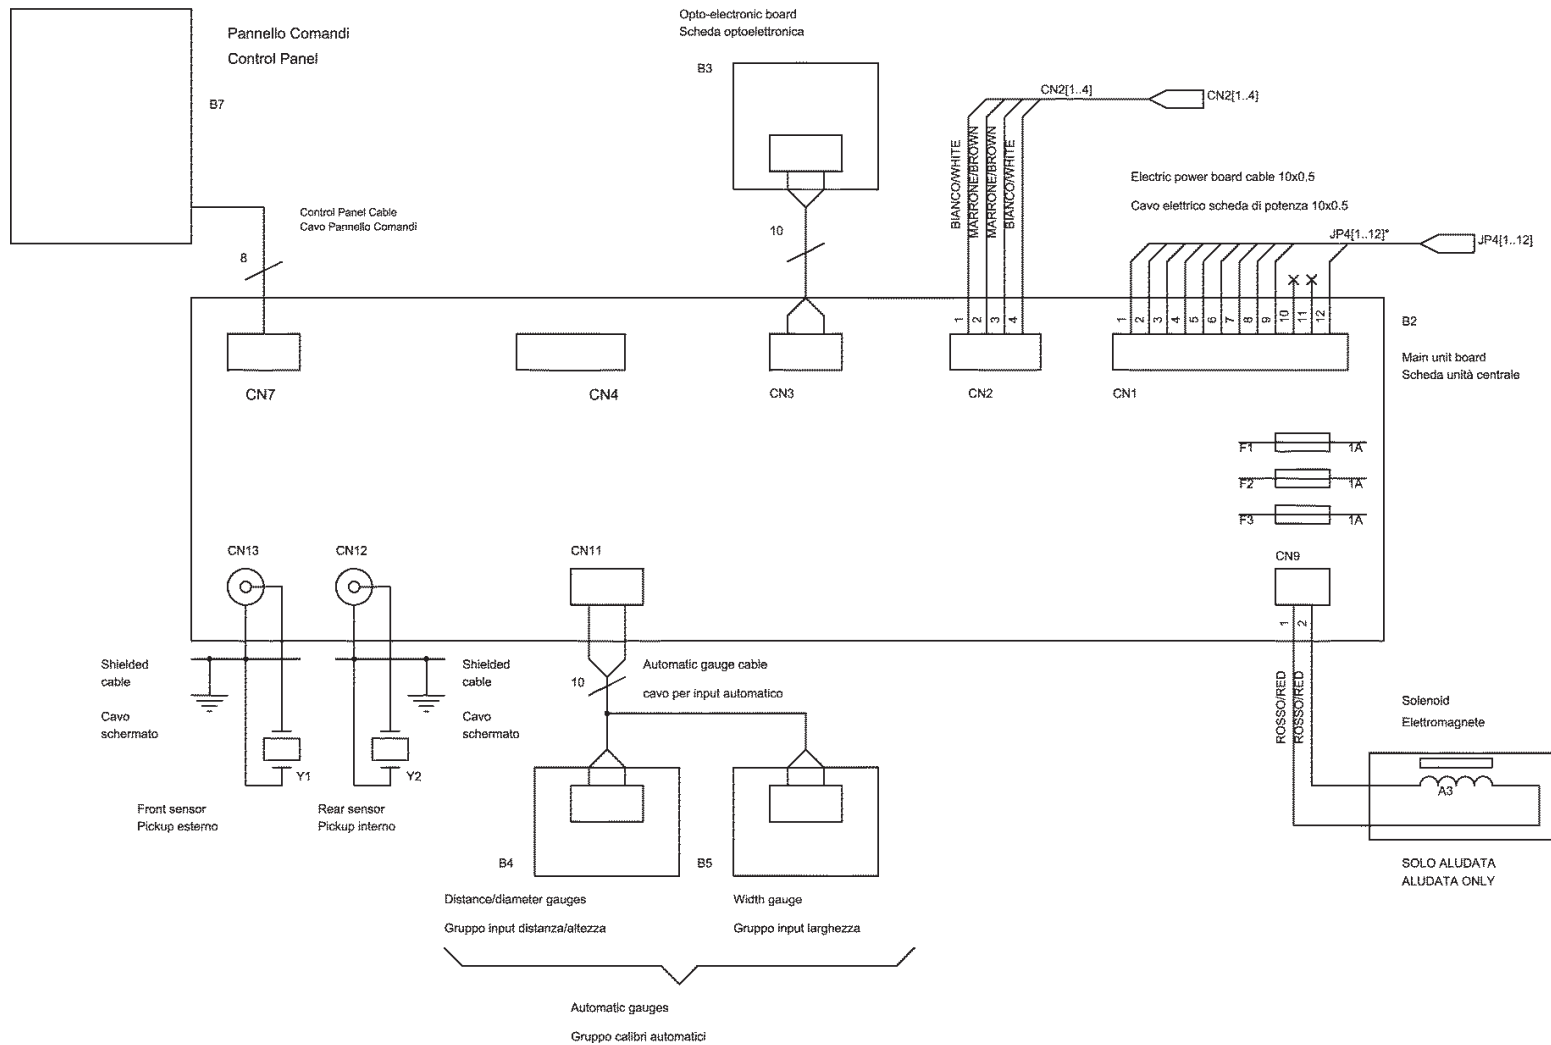 Pannello Comandi
Control Panel
B7
Control Panel Cable
Cavo Pannello Comandi
8
Opto-electronic board
Scheda optoelettronica
B3
10
CN2[1..4]
CN2[1..4]
BIANCO/WHITE
MARRONE/BROWN
MARRONE/BROWN
BIANCO/WHITE
Electric power board cable 10x0,5
Cavo elettrico scheda di potenza 10x0.5
JP4[1..12]*
JP4[1..12]
1
2
3
4
1
2
3
4
5
6
7
8
9
10
11
12
B2
Main unit board
Scheda unità centrale
CN7
CN4
CN3
CN2
CN1
F1
1A
F2
1A
F3
1A
CN13
CN12
CN11
CN9
1
2
ROSSO/RED
ROSSO/RED
Shielded
cable
Cavo
schermato
Shielded
cable
Cavo
schermato
Y1
Y2
Front sensor
Pickup esterno
Rear sensor
Pickup interno
10
Automatic gauge cable
cavo per input automatico
B4
B5
Distance/diameter gauges
Gruppo input distanza/altezza
Width gauge
Gruppo input larghezza
Automatic gauges
Gruppo calibri automatici
Solenoid
Elettromagnete
A3
SOLO ALUDATA
ALUDATA ONLY